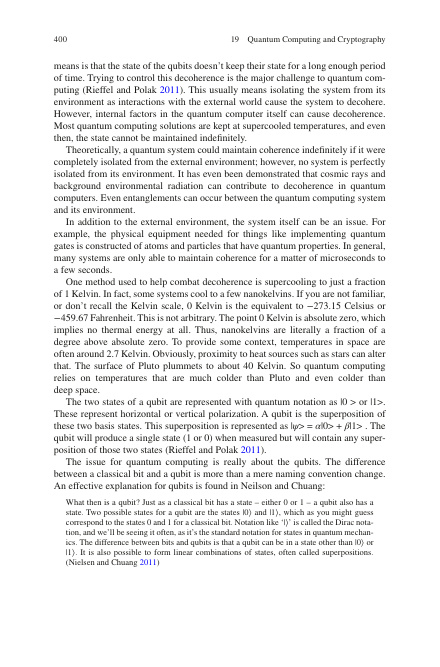 400
19 Quantum Computing and Cryptography
means is that the state of the qubits doesn't keep their state for a long enough period
of time. Trying to control this decoherence is the major challenge to quantum com-
puting (Rieffel and Polak 2011). This usually means isolating the system from its
environment as interactions with the external world cause the system to decohere.
However, internal factors in the quantum computer itself can cause decoherence.
Most quantum computing solutions are kept at supercooled temperatures, and even
then, the state cannot be maintained indefinitely.
Theoretically, a quantum system could maintain coherence indefinitely if it were
completely isolated from the external environment; however, no system is perfectly
isolated from its environment. It has even been demonstrated that cosmic rays and
background environmental radiation can contribute to decoherence in quantum
computers. Even entanglements can occur between the quantum computing system
and its environment.
In addition to the external environment, the system itself can be an issue. For
example, the physical equipment needed for things like implementing quantum
gates is constructed of atoms and particles that have quantum properties. In general,
many systems are only able to maintain coherence for a matter of microseconds to
a few seconds.
One method used to help combat decoherence is supercooling to just a fraction
of 1 Kelvin. In fact, some systems cool to a few nanokelvins. If you are not familiar,
or don't recall the Kelvin scale, 0 Kelvin is the equivalent to −273.15 Celsius or
−459.67 Fahrenheit. This is not arbitrary. The point 0 Kelvin is absolute zero, which
implies no thermal energy at all. Thus, nanokelvins are literally a fraction of a
degree above absolute zero. To provide some context, temperatures in space are
often around 2.7 Kelvin. Obviously, proximity to heat sources such as stars can alter
that. The surface of Pluto plummets to about 40 Kelvin. So quantum computing
relies on temperatures that are much colder than Pluto and even colder than
deep space.
The two states of a qubit are represented with quantum notation as |0 > or |1>.
These represent horizontal or vertical polarization. A qubit is the superposition of
these two basis states. This superposition is represented as |ψ> = α|0> + β|1> . The
qubit will produce a single state (1 or 0) when measured but will contain any super-
position of those two states (Rieffel and Polak 2011).
The issue for quantum computing is really about the qubits. The difference
between a classical bit and a qubit is more than a mere naming convention change.
An effective explanation for qubits is found in Neilson and Chuang:
What then is a qubit? Just as a classical bit has a state – either 0 or 1 – a qubit also has a
state. Two possible states for a qubit are the states |0⟩ and |1⟩, which as you might guess
correspond to the states 0 and 1 for a classical bit. Notation like '|⟩' is called the Dirac nota-
tion, and we'll be seeing it often, as it's the standard notation for states in quantum mechan-
ics. The difference between bits and qubits is that a qubit can be in a state other than |0⟩ or
|1⟩. It is also possible to form linear combinations of states, often called superpositions.
(Nielsen and Chuang 2011)